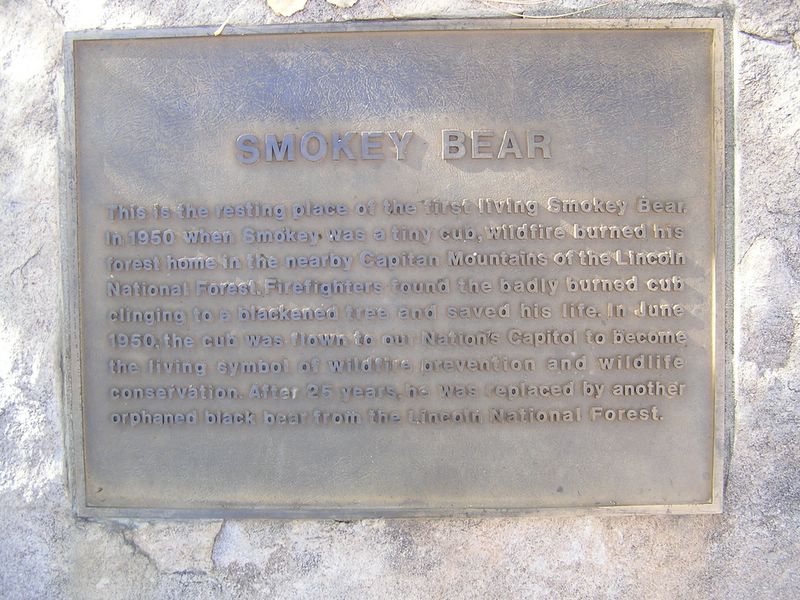 SMOKEY BEAR
This is the resting place of the first living Smokey Bear.
In 1950 when Smokey was a tiny cub, wildfire burned his
forest home in the nearby Capitan Mountains of the Lincoln
National Forest. Firefighters found the badly burned cub
clinging to a blackened tree and saved his life. In June
1950, the cub was flown to our Nation's Capitol to become
the living symbol of wildfire prevention and wildlife
conservation. After 25 years, he was replaced by another
orphaned black bear from the Lincoln National Forest.